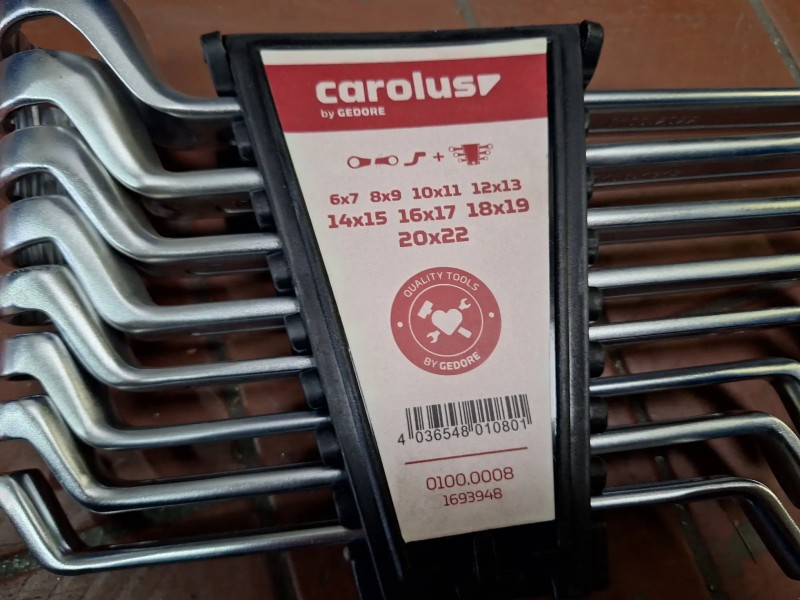 carolus
by GEDORE
6x7 8x9 10x11 12x13
14x15 16x17 18x19
20x22
QUALITY TOOLS
BY GEDORE
4 036548 010801
0100.0008
1693948